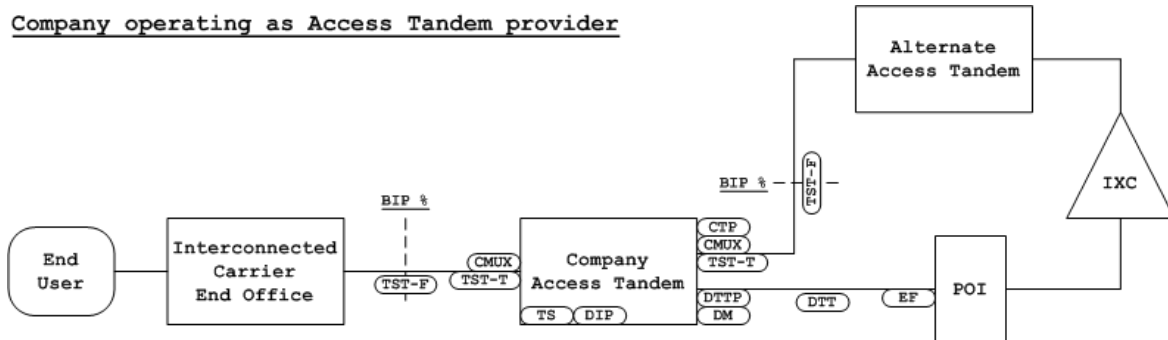 Company operating as Access Tandem provider
Alternate
Access Tandem
TST-F
BIP %
IXC
BIP %
End
User
Interconnected
Carrier
End Office
TST-F
CMUX
TST-T
Company
Access Tandem
TS
DIP
CTP
CMUX
TST-T
DTTP
DM
DTT
EF
POI